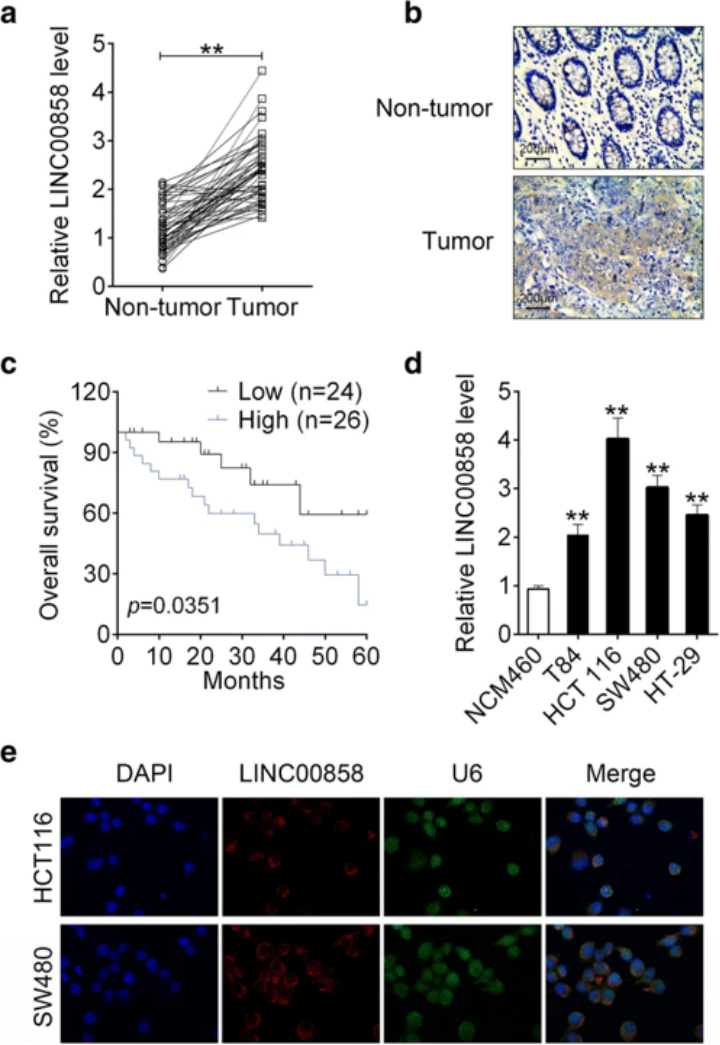 a
Relative LINC00858 level
5
4
3
2
1
0
**
Non-tumor Tumor
b
Non-tumor
200μm
Tumor
200μm
c
Overall survival (%)
120
90
60
30
0
Low (n=24)
High (n=26)
p=0.0351
0 10 20 30 40 50 60
Months
d
Relative LINC00858 level
5
4
3
2
1
0
**
**
**
**
NCM460
T84
HCT 116
SW480
HT-29
e
DAPI LINC00858 U6 Merge
HCT116
SW480